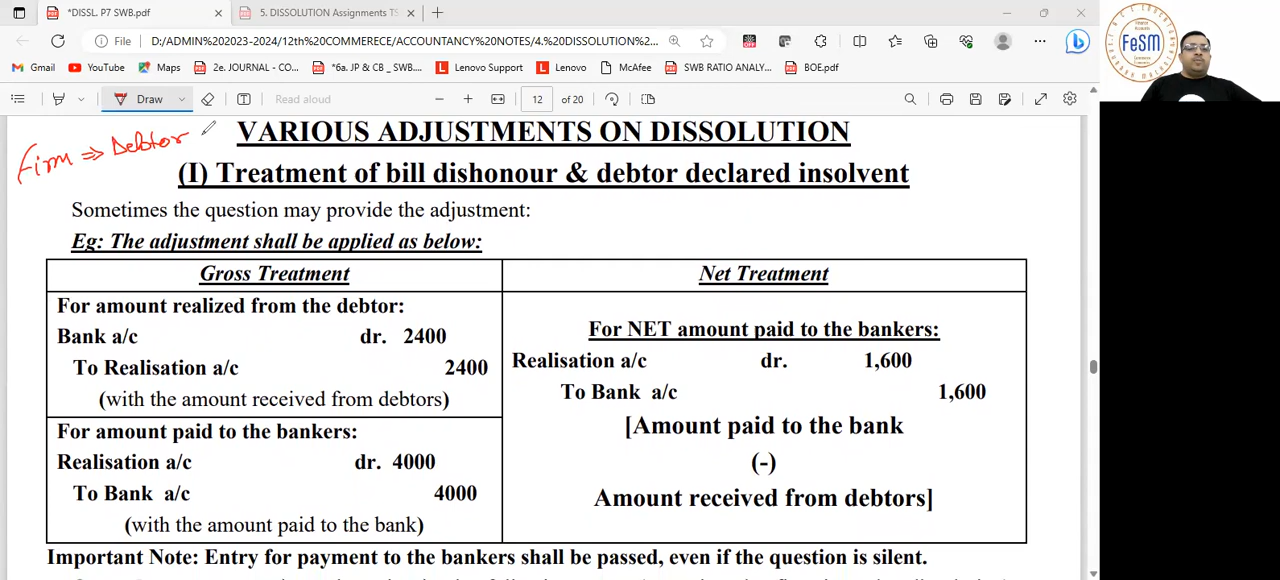 *DISSL. P7 SWB.pdf
5. DISSOLUTION Assignments TS
File D:/ADMIN%202023-2024/12th%20COMMERCE/ACCOUNTANCY%20NOTES/4.%20DISSOLUTION%...
Gmail YouTube Maps 2e. JOURNAL - CO... *6a. JP & CB _ SWB.... Lenovo Support Lenovo McAfee SWB RATIO ANALY... BOE.pdf
Draw Read aloud 12 of 20
FeSM
Firm ⇒ Debtor
VARIOUS ADJUSTMENTS ON DISSOLUTION
(I) Treatment of bill dishonour & debtor declared insolvent
Sometimes the question may provide the adjustment:
Eg: The adjustment shall be applied as below:
Gross Treatment
For amount realized from the debtor:
Bank a/c dr. 2400
To Realisation a/c 2400
(with the amount received from debtors)
For amount paid to the bankers:
Realisation a/c dr. 4000
To Bank a/c 4000
(with the amount paid to the bank)
Net Treatment
For NET amount paid to the bankers:
Realisation a/c dr. 1,600
To Bank a/c 1,600
[Amount paid to the bank
(-)
Amount received from debtors]
Important Note: Entry for payment to the bankers shall be passed, even if the question is silent.